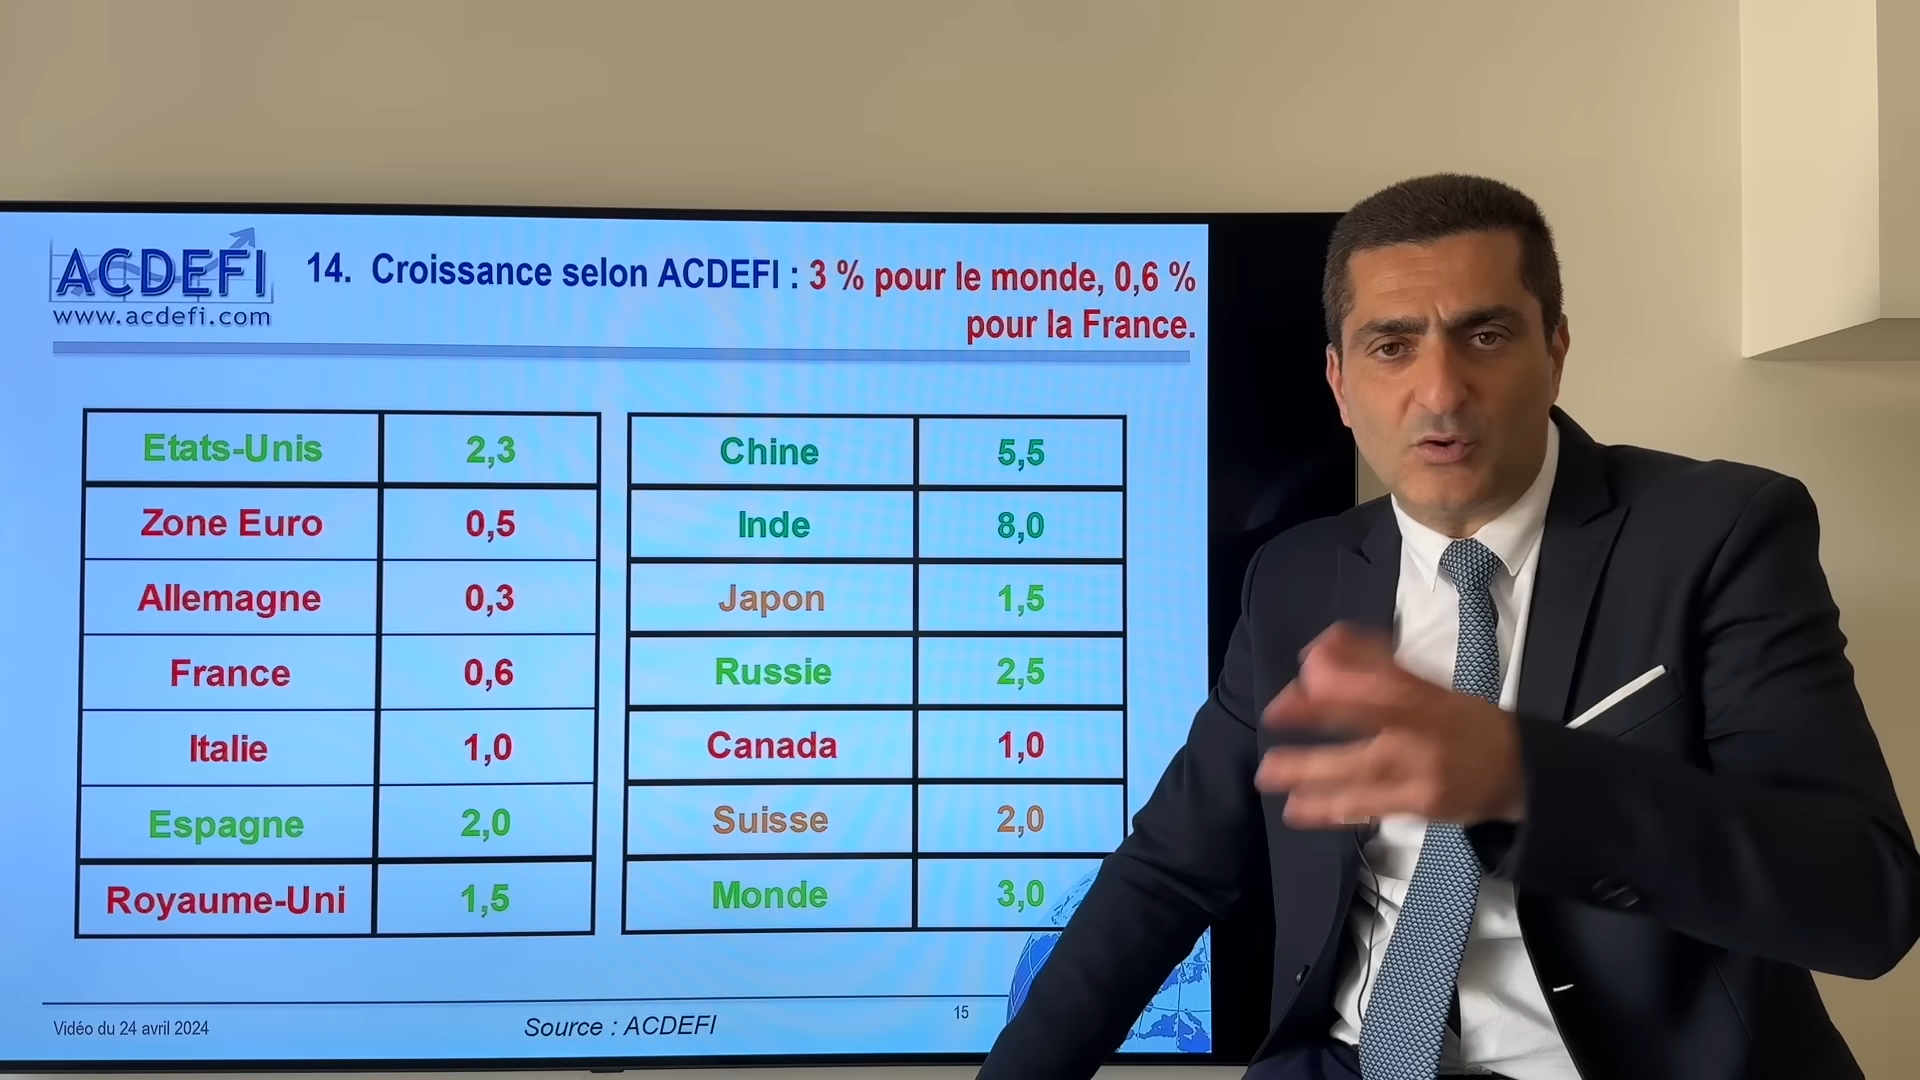 ACDEFI
www.acdefi.com
14. Croissance selon ACDEFI : 3 % pour le monde, 0,6 %
pour la France.
Etats-Unis 2,3
Zone Euro 0,5
Allemagne 0,3
France 0,6
Italie 1,0
Espagne 2,0
Royaume-Uni 1,5
Chine 5,5
Inde 8,0
Japon 1,5
Russie 2,5
Canada 1,0
Suisse 2,0
Monde 3,0
Vidéo du 24 avril 2024
Source : ACDEFI
15